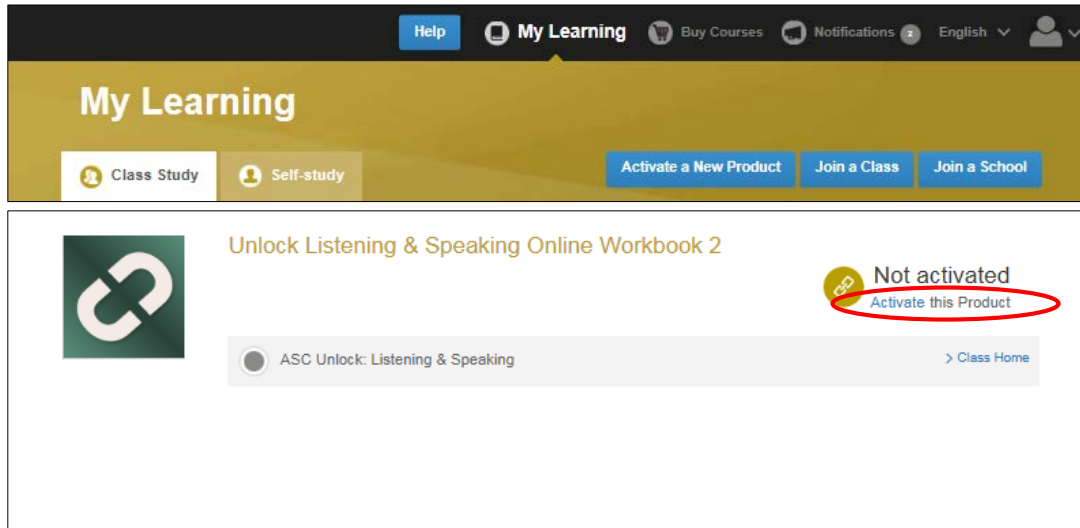 Help My Learning Buy Courses Notifications 2 English
My Learning
Class Study Self-study Activate a New Product Join a Class Join a School
Unlock Listening & Speaking Online Workbook 2
Not activated
Activate this Product
ASC Unlock: Listening & Speaking > Class Home